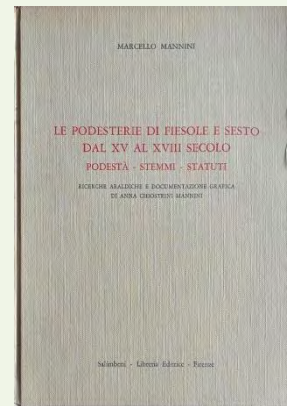 MARCELLO MANNINI
LE PODESTERIE DI FIESOLE E SESTO
DAL XV AL XVIII SECOLO
PODESTÀ - STEMMI - STATUTI
RICERCHE ARALDICHE E DOCUMENTAZIONE GRAFICA
DI ANNA CHIOSTRINI MANNINI
Salimbeni - Libreria Editrice - Firenze